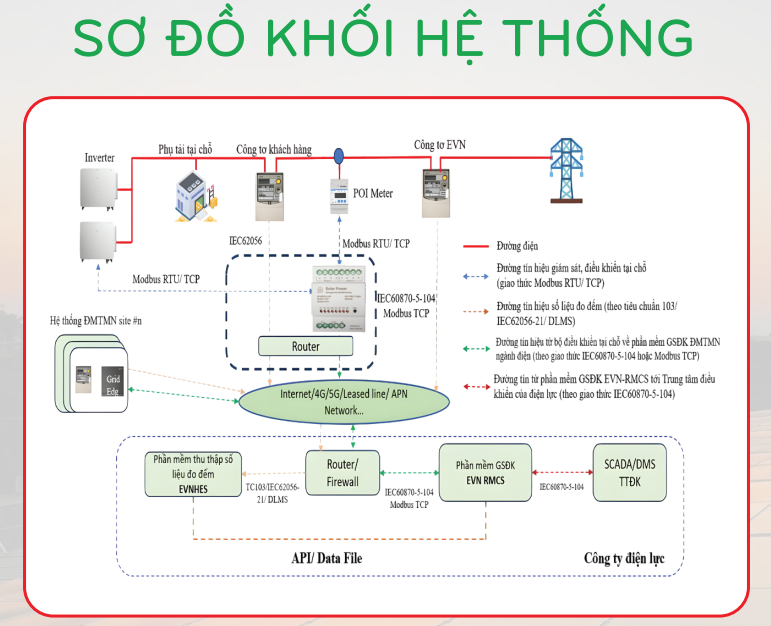 SƠ ĐỒ KHỐI HỆ THỐNG
Inverter
Phụ tải tại chỗ
Công tơ khách hàng
Công tơ EVN
POI Meter
IEC62056
Modbus RTU/ TCP
Modbus RTU/ TCP
IEC60870-5-104
Modbus TCP
Router
Hệ thống ĐMTMN site #n
Grid
Edg
Internet/4G/5G/Leased line/ APN
Network...
Đường điện
Đường tín hiệu giám sát, điều khiển tại chỗ
(giao thức Modbus RTU/ TCP)
Đường tín hiệu số liệu đo đếm (theo tiêu chuẩn 103/
IEC62056-21/ DLMS)
Đường tín hiệu từ bộ điều khiển tại chỗ về phần mềm GSĐK ĐMTMN
ngành điện (theo giao thức IEC60870-5-104 hoặc Modbus TCP)
Đường tín từ phần mềm GSĐK EVN-RMCS tới Trung tâm điều
khiển của điện lực (theo giao thức IEC60870-5-104)
Phần mềm thu thập số
liệu đo đếm
EVNHES
TC103/IEC62056-
21/ DLMS
Router/
Firewall
IEC60870-5-104
Modbus TCP
Phần mềm GSĐK
EVN RMCS
IEC60870-5-104
SCADA/DMS
TTĐK
API/ Data File
Công ty điện lực